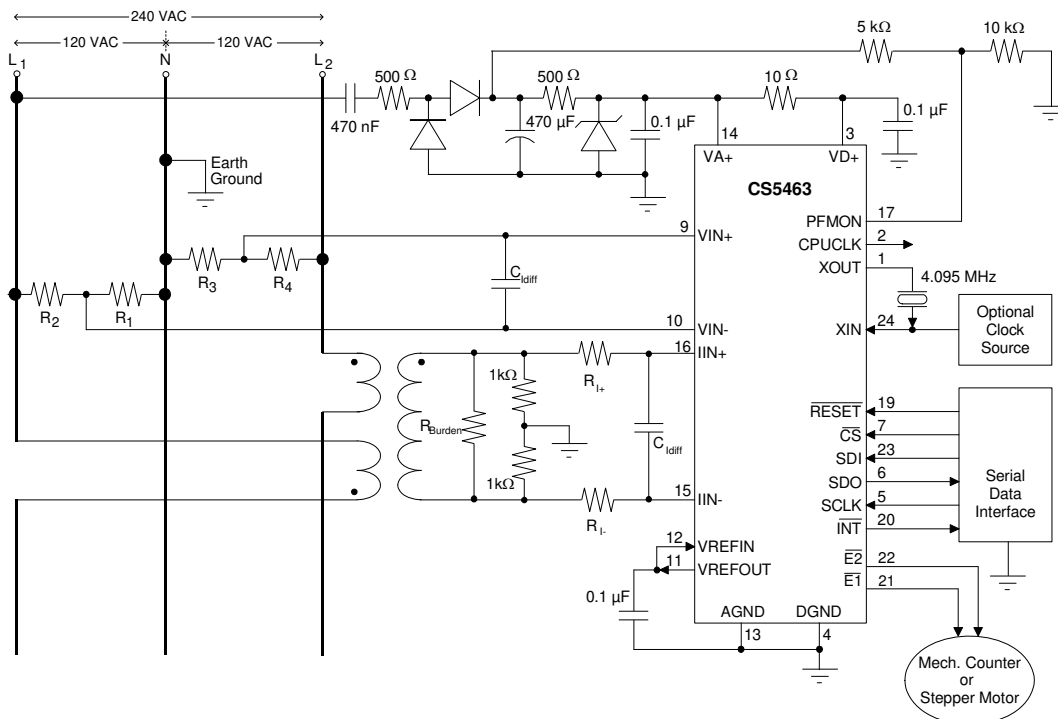 240 VAC
120 VAC 120 VAC
L1 N L2
5 kΩ 10 kΩ
500 Ω 500 Ω 10 Ω
470 nF 470 µF 0.1 µF 0.1 µF
14 3
VA+ VD+
Earth
Ground
CS5463
PFMON 17
9 VIN+
CPUCLK 2
XOUT 1
4.095 MHz
R3 R4
CIdiff
R2 R1
10 VIN-
XIN 24
Optional
Clock
Source
16 IIN+
1kΩ
RI+
RBurden
CIdiff
1kΩ
RI-
15 IIN-
RESET 19
CS 7
SDI 23
SDO 6
SCLK 5
INT 20
Serial
Data
Interface
12 VREFIN
11 VREFOUT
0.1 µF
E2 22
E1 21
AGND DGND
13 4
Mech. Counter
or
Stepper Motor